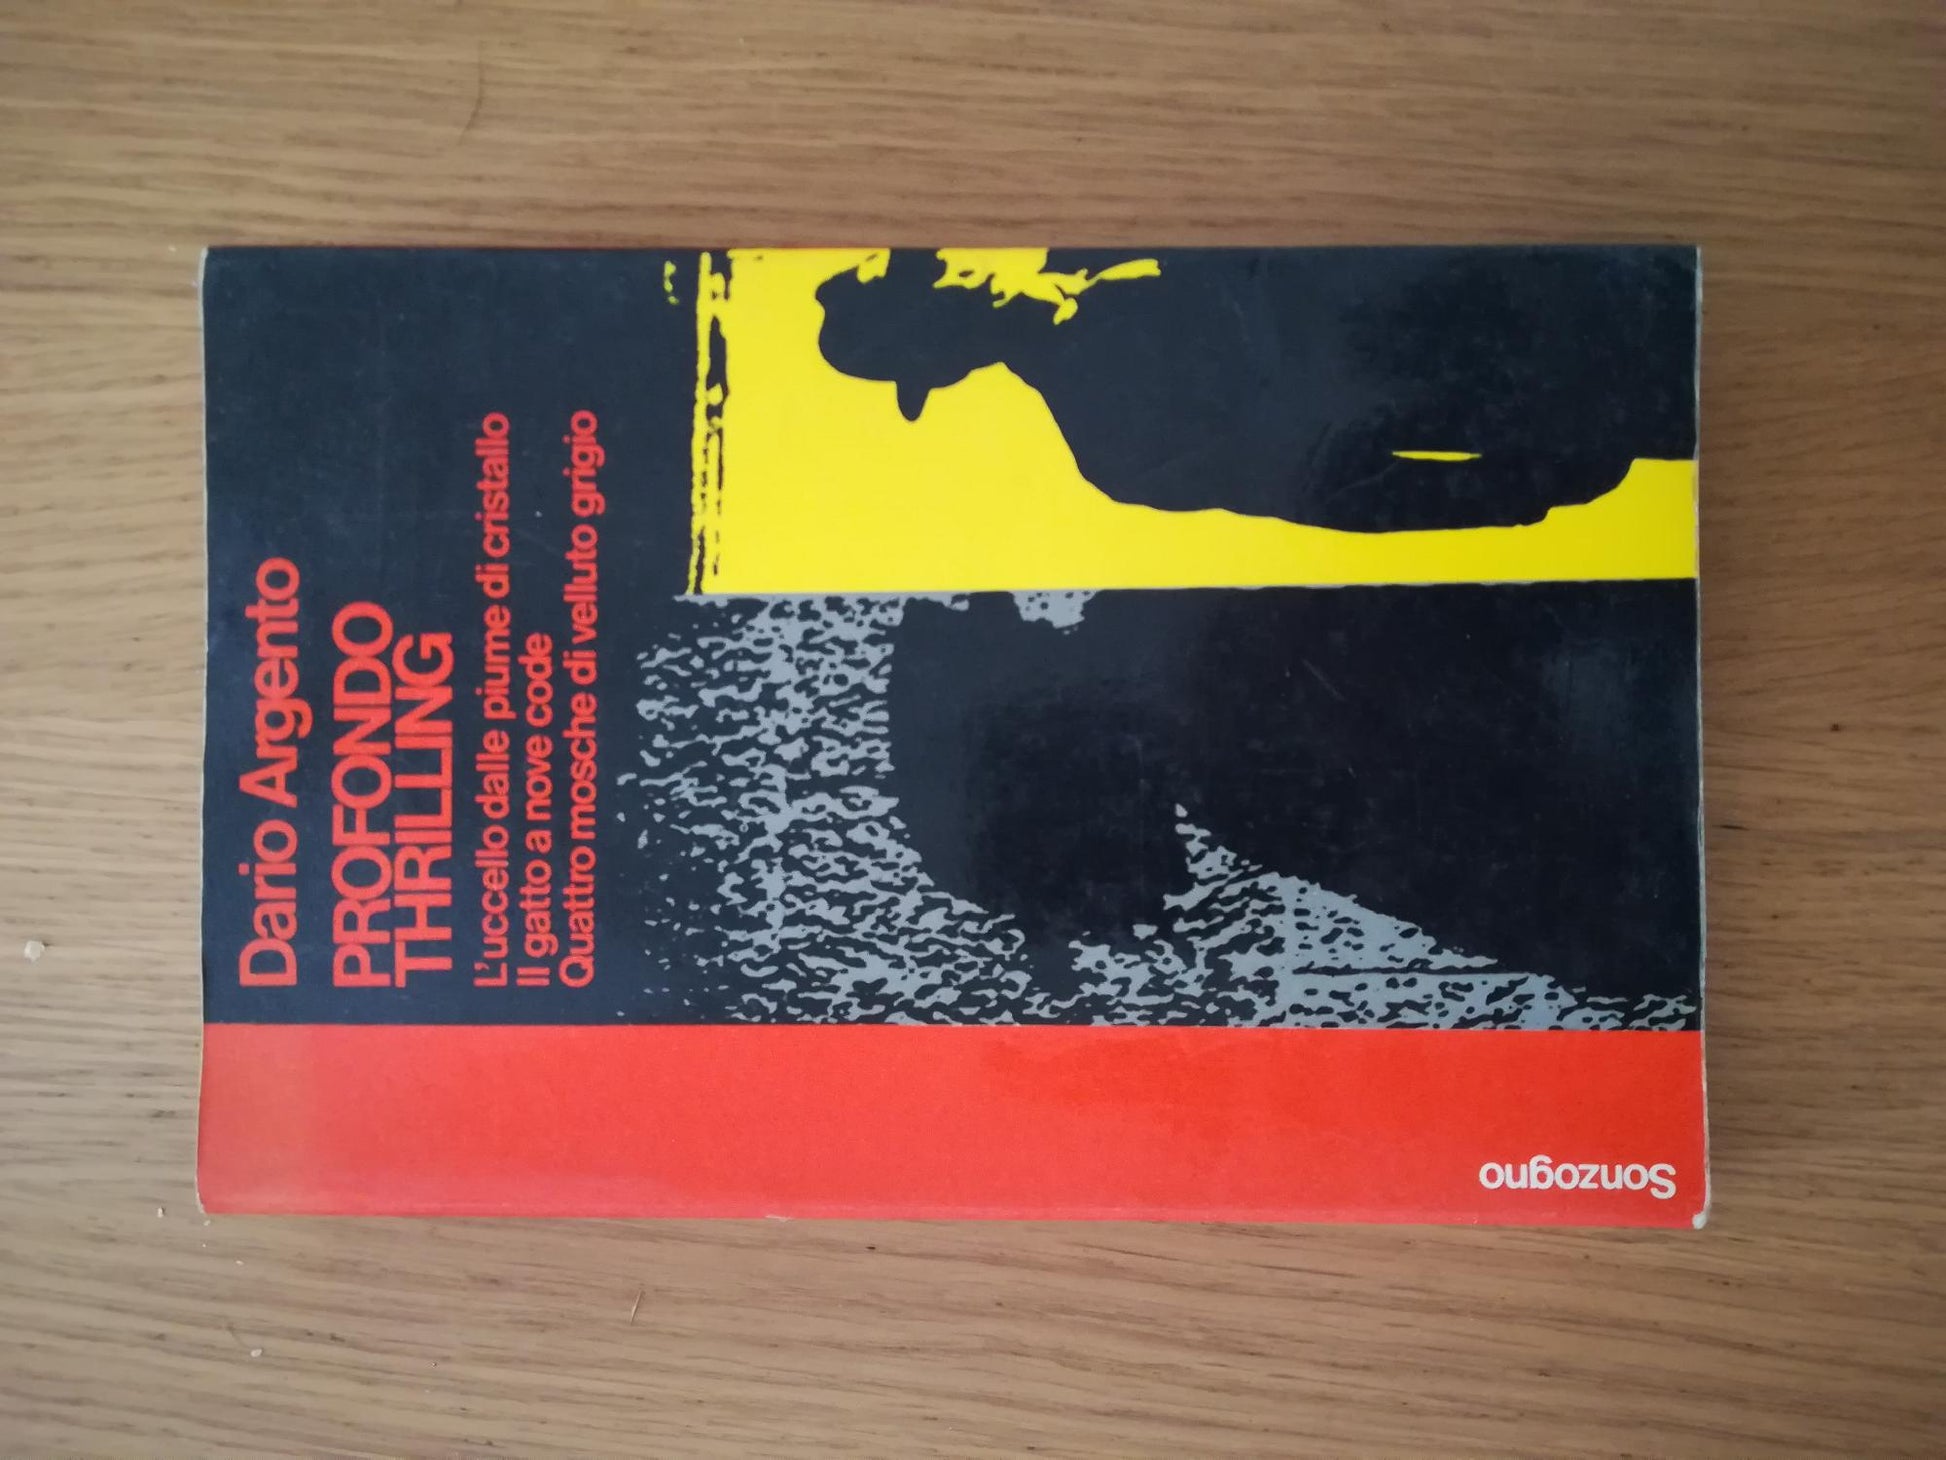 Dario Argento
PROFONDO
THRILLING
L'uccello dalle piume di cristallo
Il gatto a nove code
Quattro mosche di velluto grigio
Sonzogno